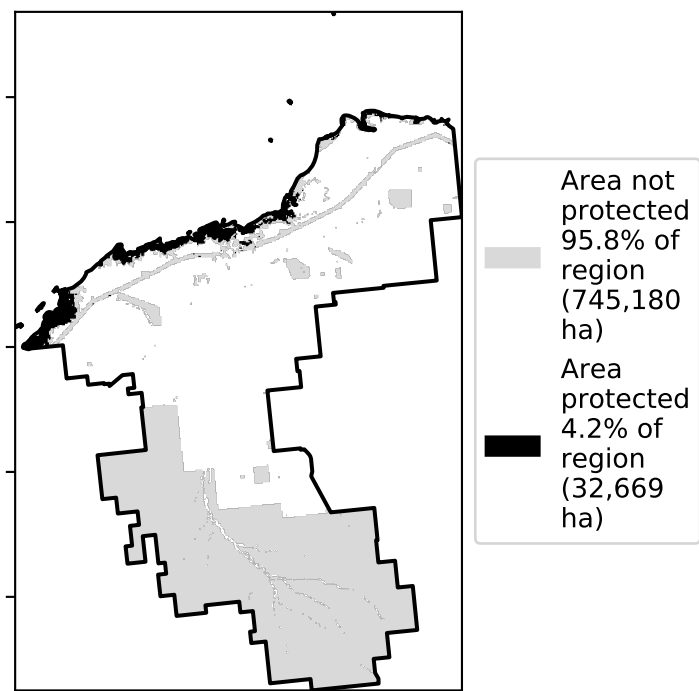 Area not
protected
95.8% of
region
(745,180
ha)
Area
protected
4.2% of
region
(32,669
ha)